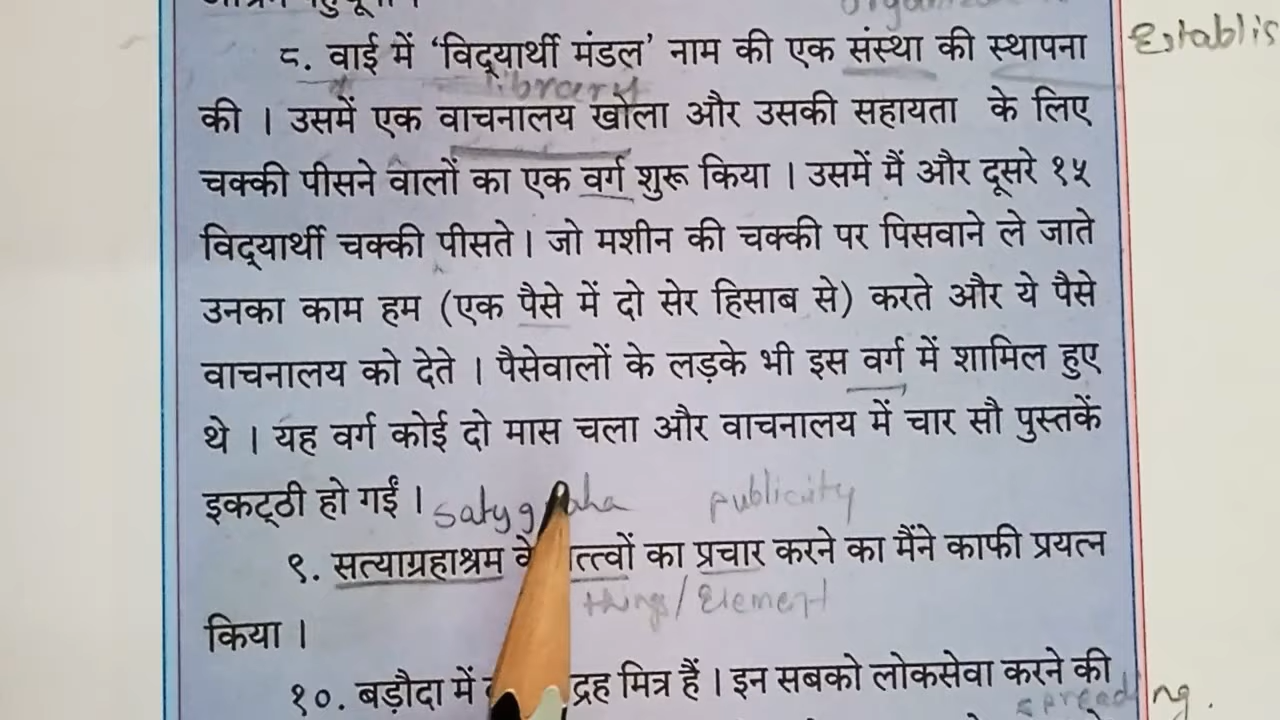 ८. वाई में ‘विद्यार्थी मंडल’ नाम की एक संस्था की स्थापना Establis
library
की । उसमें एक वाचनालय खोला और उसकी सहायता के लिए
चक्की पीसने वालों का एक वर्ग शुरू किया । उसमें मैं और दूसरे १५
विद्यार्थी चक्की पीसते । जो मशीन की चक्की पर पिसवाने ले जाते
उनका काम हम (एक पैसे में दो सेर हिसाब से) करते और ये पैसे
वाचनालय को देते । पैसेवालों के लड़के भी इस वर्ग में शामिल हुए
थे । यह वर्ग कोई दो मास चला और वाचनालय में चार सौ पुस्तकें
इकट्ठी हो गईं ।
publicity
९. सत्याग्रहाश्रम का प्रचार करने का मैंने काफी प्रयत्न
things/Element
किया ।
१०. बड़ौदा में द्रह मित्र हैं । इन सबको लोकसेवा करने की
spreading.